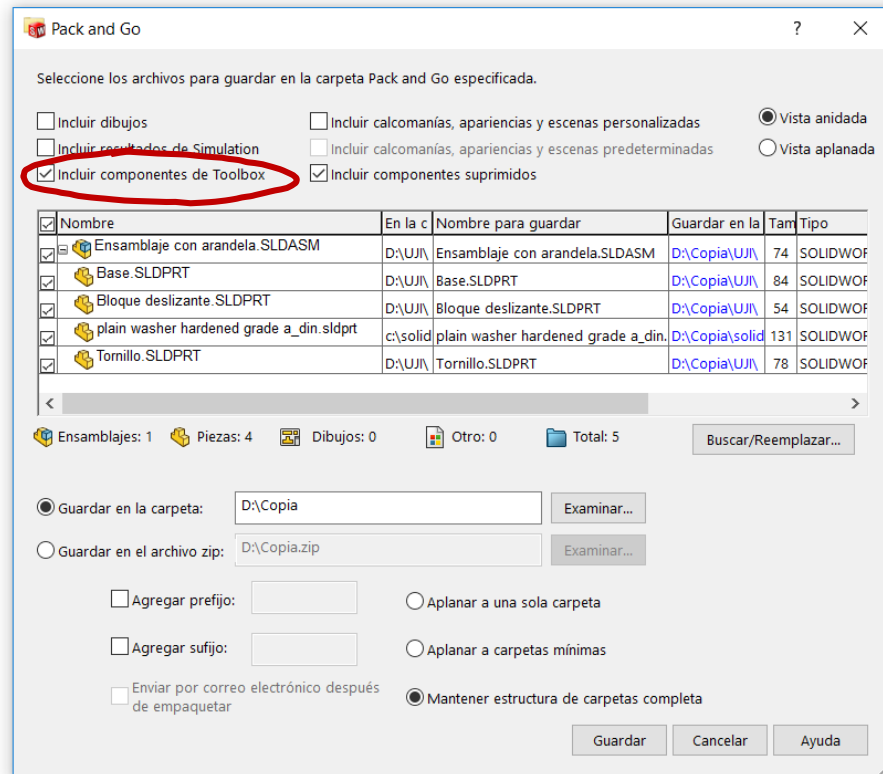 Pack and Go
?
Seleccione los archivos para guardar en la carpeta Pack and Go especificada.
Incluir dibujos
Incluir calcomanías, apariencias y escenas personalizadas
Vista anidada
Incluir resultados de Simulation
Incluir calcomanías, apariencias y escenas predeterminadas
Vista aplanada
Incluir componentes de Toolbox
Incluir componentes suprimidos
Nombre En la c Nombre para guardar Guardar en la Tam Tipo
Ensamblaje con arandela.SLDASM D:\UJI\ Ensamblaje con arandela.SLDASM D:\Copia\UJI\ 74 SOLIDWOR
Base.SLDPRT D:\UJI\ Base.SLDPRT D:\Copia\UJI\ 84 SOLIDWOR
Bloque deslizante.SLDPRT D:\UJI\ Bloque deslizante.SLDPRT D:\Copia\UJI\ 54 SOLIDWOR
plain washer hardened grade a_din.sldprt c:\solid plain washer hardened grade a_din. D:\Copia\solid 131 SOLIDWOR
Tornillo.SLDPRT D:\UJI\ Tornillo.SLDPRT D:\Copia\UJI\ 78 SOLIDWOR
Ensamblajes: 1 Piezas: 4 Dibujos: 0 Otro: 0 Total: 5
Buscar/Reemplazar...
Guardar en la carpeta: D:\Copia Examinar...
Guardar en el archivo zip: D:\Copia.zip Examinar...
Agregar prefijo:
Aplanar a una sola carpeta
Agregar sufijo:
Aplanar a carpetas mínimas
Enviar por correo electrónico después
de empaquetar
Mantener estructura de carpetas completa
Guardar Cancelar Ayuda